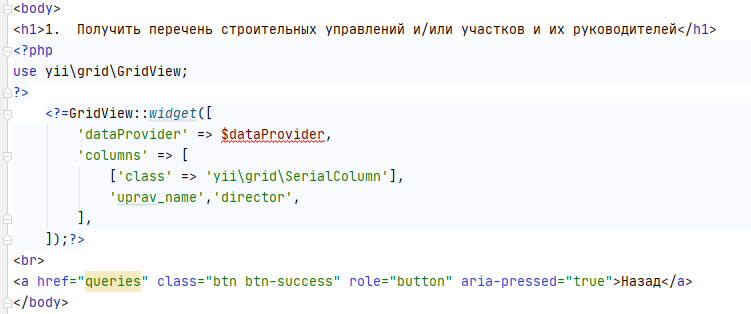 <body>
<h1>1.  Получить перечень строительных управлений и/или участков и их руководителей</h1>
<?php
use yii\grid\GridView;
?>
    <?=GridView::widget([
        'dataProvider' => $dataProvider,
        'columns' => [
            ['class' => 'yii\grid\SerialColumn'],
            'uprav_name','director',
        ],
    ]);?>
<br>
<a href="queries" class="btn btn-success" role="button" aria-pressed="true">Назад</a>
</body>